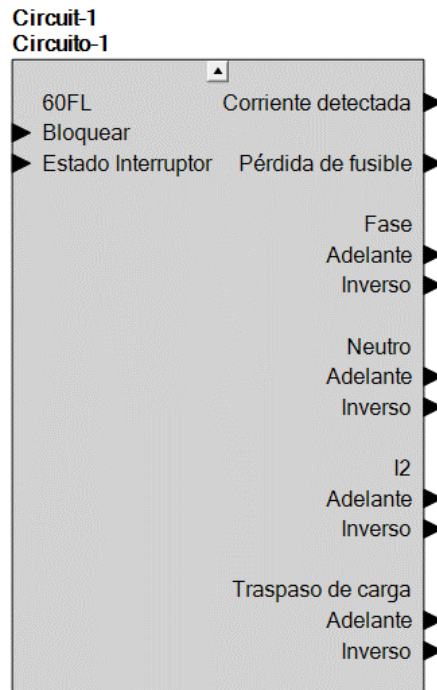 Circuit-1
Circuito-1
60FL
Corriente detectada
Bloquear
Estado Interruptor
Pérdida de fusible
Fase
Adelante
Inverso
Neutro
Adelante
Inverso
I2
Adelante
Inverso
Traspaso de carga
Adelante
Inverso